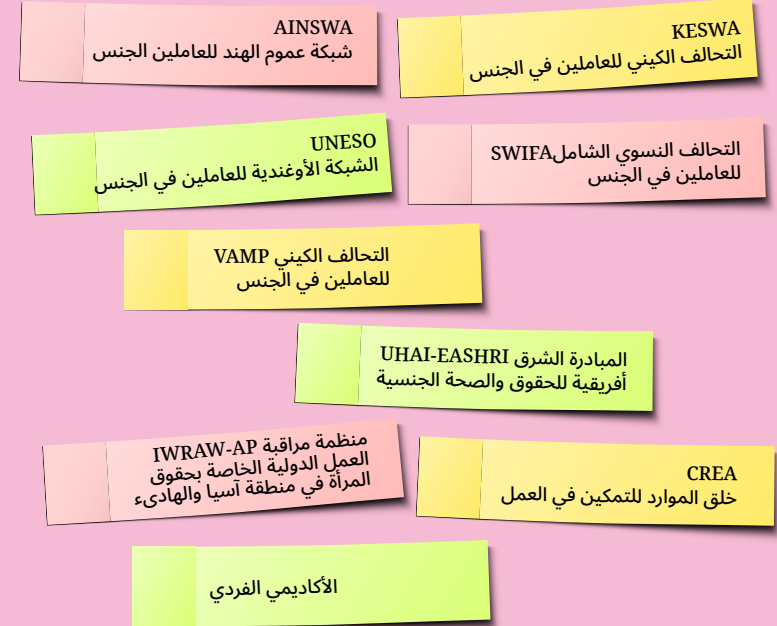 AINSWA
شبكة عموم الهند للعاملين الجنس
KESWA
التحالف الكيني للعاملين في الجنس
UNESO
الشبكة الأوغندية للعاملين في الجنس
التحالف النسوي الشاملSWIFA
للعاملين في الجنس
التحالف الكيني VAMP
للعاملين في الجنس
المبادرة الشرق UHAI-EASHRI
أفريقية للحقوق والصحة الجنسية
منظمة مراقبة IWRAW-AP
العمل الدولية الخاصة بحقوق
المرأة في منطقة آسيا والهادىء
CREA
خلق الموارد للتمكين في العمل
الأكاديمي الفردي